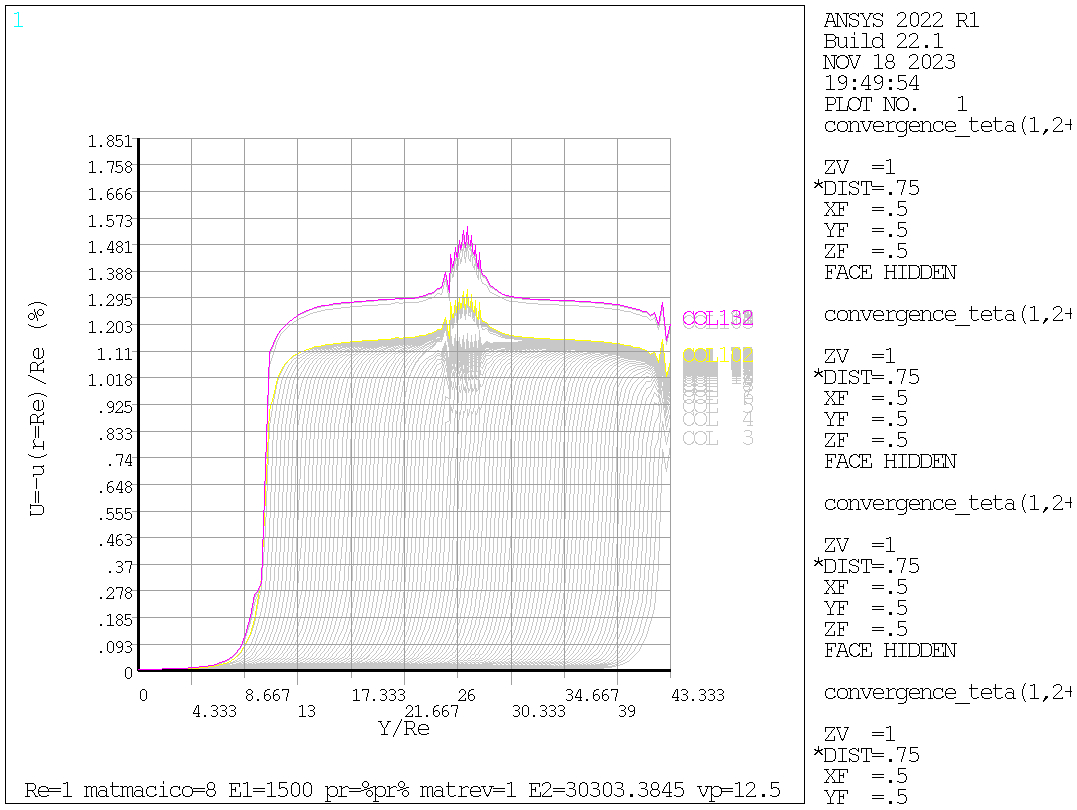 1
ANSYS 2022 R1
Build 22.1
NOV 18 2023
19:49:54
PLOT NO. 1
convergence_teta(1,2+
ZV =1
*DIST=.75
XF =.5
YF =.5
ZF =.5
FACE HIDDEN
convergence_teta(1,2+
ZV =1
*DIST=.75
XF =.5
YF =.5
ZF =.5
FACE HIDDEN
convergence_teta(1,2+
ZV =1
*DIST=.75
XF =.5
YF =.5
ZF =.5
FACE HIDDEN
convergence_teta(1,2+
ZV =1
*DIST=.75
XF =.5
YF =.5
U=-u(r=Re)/Re (%)
1.851
1.758
1.666
1.573
1.481
1.388
1.295
1.203
1.11
1.018
.925
.833
.74
.648
.555
.463
.37
.278
.185
.093
0
COL132
COL 3
0
4.333
8.667
13
17.333
21.667
26
30.333
34.667
39
43.333
Y/Re
Re=1 matmacico=8 E1=1500 pr=%pr% matrev=1 E2=30303.3845 vp=12.5